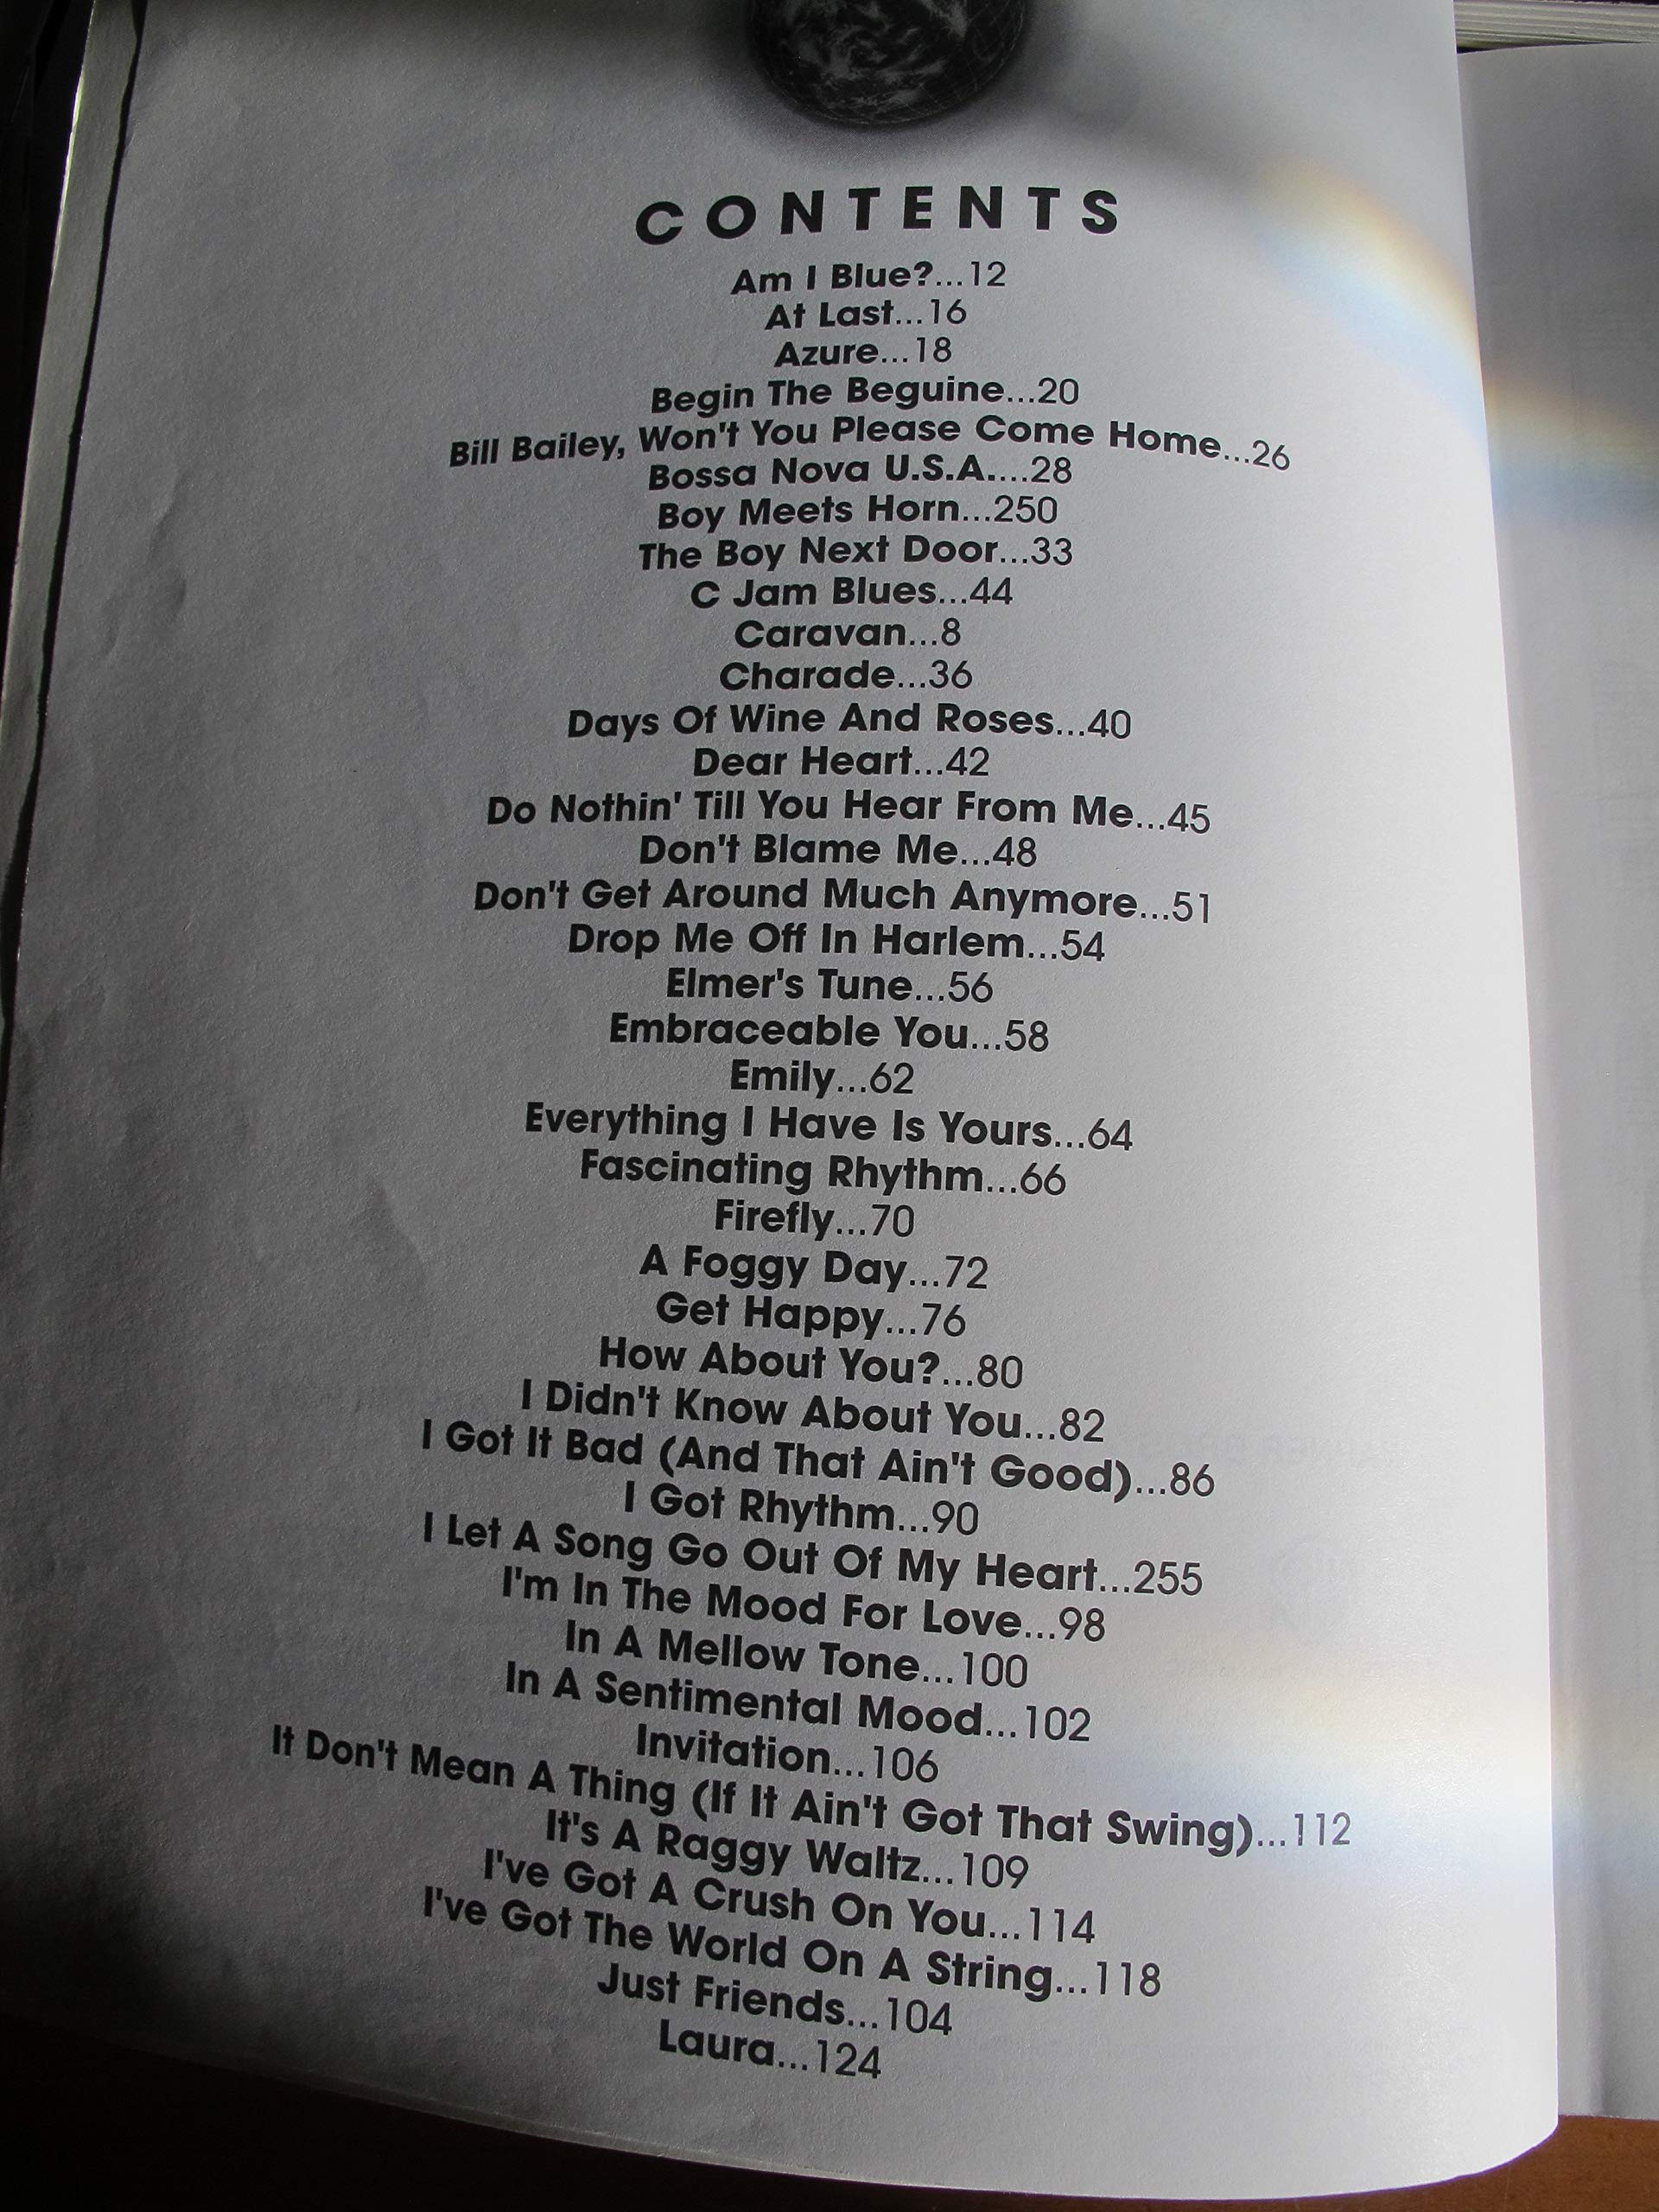 CONTENTS
Am I Blue?...12
At Last...16
Azure...18
Begin The Beguine...20
Bill Bailey, Won't You Please Come Home...26
Bossa Nova U.S.A....28
Boy Meets Horn...250
The Boy Next Door...33
C Jam Blues...44
Caravan...8
Charade...36
Days Of Wine And Roses...40
Dear Heart...42
Do Nothin' Till You Hear From Me...45
Don't Blame Me...48
Don't Get Around Much Anymore...51
Drop Me Off In Harlem...54
Elmer's Tune...56
Embraceable You...58
Emily...62
Everything I Have Is Yours...64
Fascinating Rhythm...66
Firefly...70
A Foggy Day...72
Get Happy...76
How About You?...80
I Didn't Know About You...82
I Got It Bad (And That Ain't Good)...86
I Got Rhythm...90
I Let A Song Go Out Of My Heart...255
I'm In The Mood For Love...98
In A Mellow Tone...100
In A Sentimental Mood...102
Invitation...106
It Don't Mean A Thing (If It Ain't Got That Swing)...112
It's A Raggy Waltz...109
I've Got A Crush On You...114
I've Got The World On A String...118
Just Friends...104
Laura...124